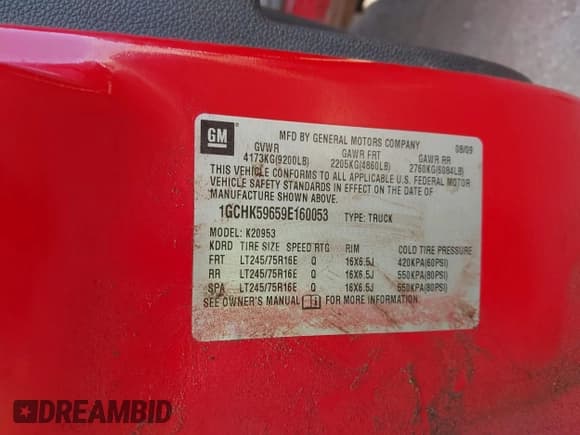 GM
MFD BY GENERAL MOTORS COMPANY 08/09
GVWR GAWR FRT GAWR RR
4173KG(9200LB) 2205KG(4860LB) 2760KG(6084LB)
THIS VEHICLE CONFORMS TO ALL APPLICABLE U.S. FEDERAL MOTOR
VEHICLE SAFETY STANDARDS IN EFFECT ON THE DATE OF
MANUFACTURE SHOWN ABOVE.
1GCHK59659E160053 TYPE: TRUCK
MODEL: K20953
KDRD TIRE SIZE SPEED RTG RIM COLD TIRE PRESSURE
FRT LT245/75R16E Q 16X6.5J 420KPA(60PSI)
RR LT245/75R16E Q 16X6.5J 550KPA(80PSI)
SPA LT245/75R16E Q 16X6.5J 550KPA(80PSI)
SEE OWNER'S MANUAL FOR MORE INFORMATION
DREAMBID